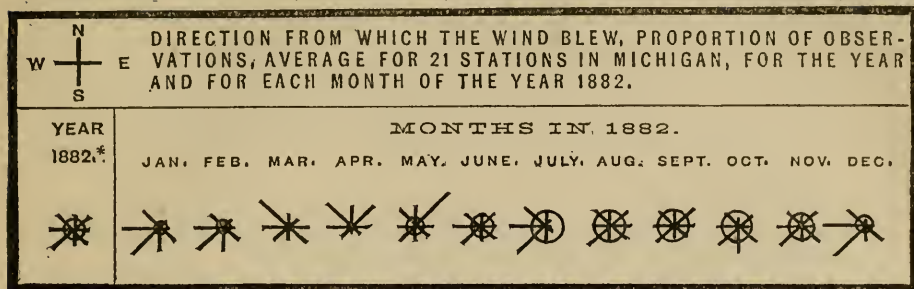 N
W E
S
DIRECTION FROM WHICH THE WIND BLEW, PROPORTION OF OBSER-
VATIONS, AVERAGE FOR 21 STATIONS IN MICHIGAN, FOR THE YEAR
AND FOR EACH MONTH OF THE YEAR 1882.
YEAR
1882.*
MONTHS IN 1882.
JAN. FEB. MAR. APR. MAY. JUNE. JULY. AUG. SEPT. OCT. NOV. DEC.